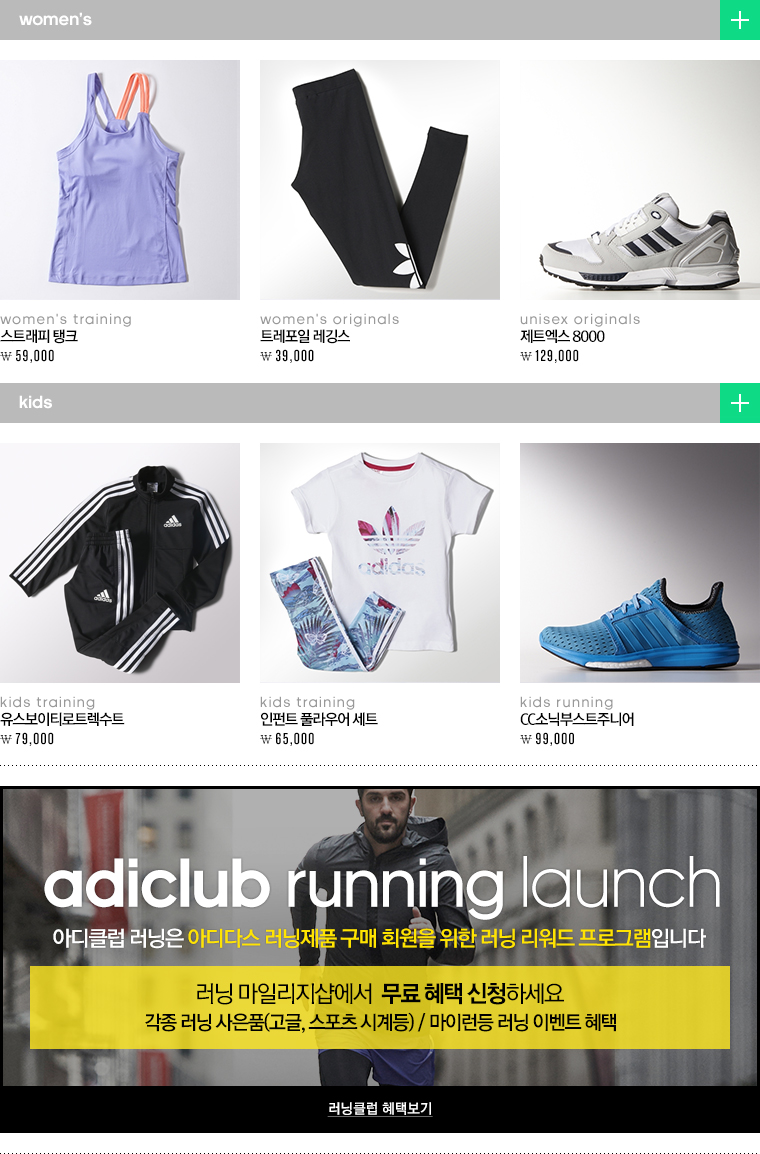 women's
women's training
스트래피 탱크
₩ 59,000
women's originals
트레포일 레깅스
₩ 39,000
unisex originals
제트엑스 8000
₩ 129,000
kids
kids training
유스보이티로트렉수트
₩ 79,000
adidas
adidas
kids training
인펀트 풀라우어 세트
₩ 65,000
adidas
kids running
CC소닉부스트주니어
₩ 99,000
adiclub running launch
아디클럽 러닝은 아디다스 러닝제품 구매 회원을 위한 러닝 리워드 프로그램입니다
러닝 마일리지샵에서 무료 혜택 신청하세요
각종 러닝 사은품(고글, 스포츠 시계등) / 마이런등 러닝 이벤트 혜택
러닝클럽 혜택보기